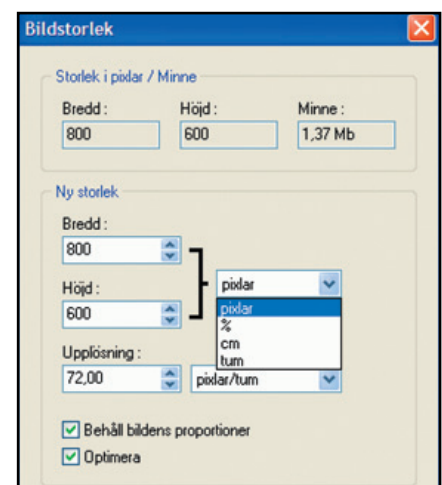 Bildstorlek
Storlek i pixlar / Minne
Bredd : Höjd : Minne :
800 600 1,37 Mb
Ny storlek
Bredd :
800
pixlar
Höjd :
pixlar
600
%
cm
tum
Upplösning :
72,00 pixlar/tum
Behåll bildens proportioner
Optimera